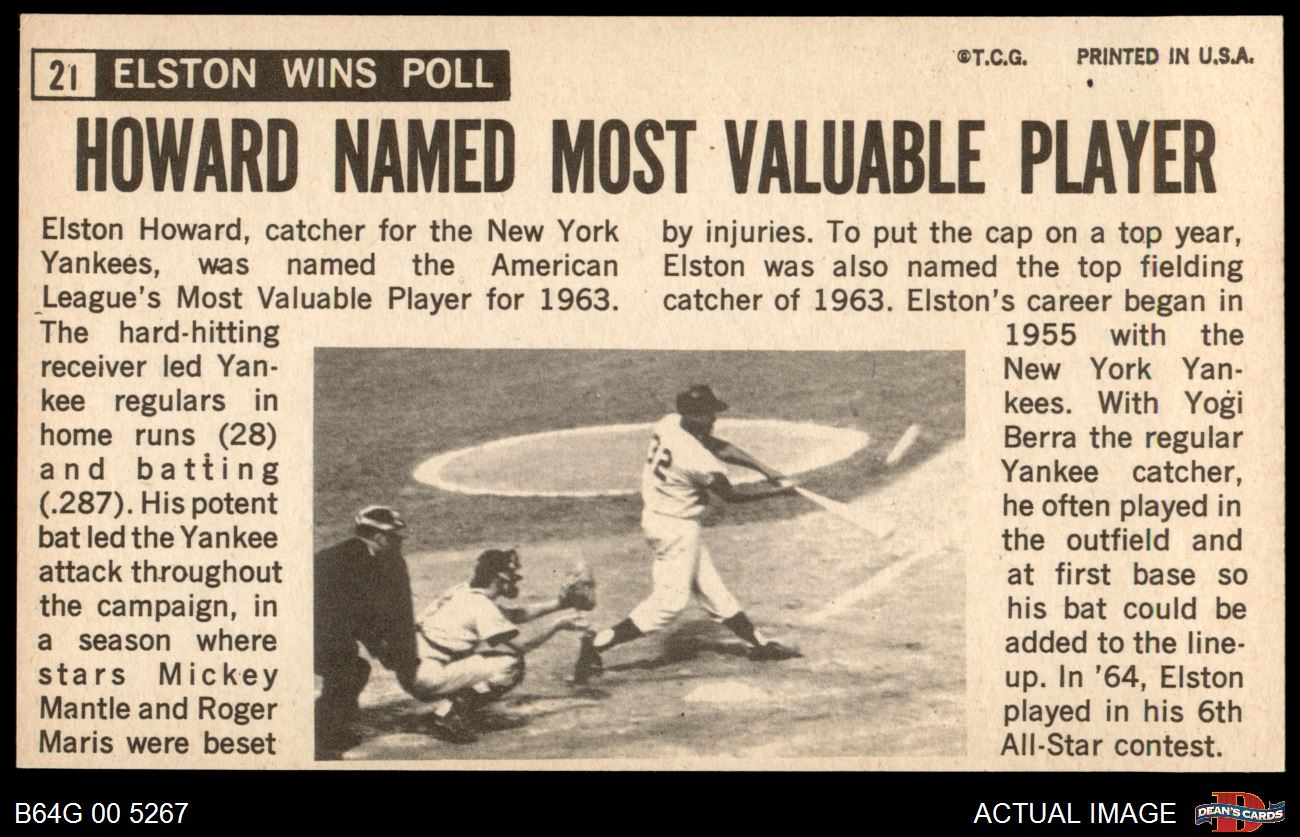 21 ELSTON WINS POLL
©T.C.G. PRINTED IN U.S.A.
HOWARD NAMED MOST VALUABLE PLAYER
Elston Howard, catcher for the New York
Yankees, was named the American
League's Most Valuable Player for 1963.
The hard-hitting
receiver led Yan-
kee regulars in
home runs (28)
and batting
(.287). His potent
bat led the Yankee
attack throughout
the campaign, in
a season where
stars Mickey
Mantle and Roger
Maris were beset
by injuries. To put the cap on a top year,
Elston was also named the top fielding
catcher of 1963. Elston's career began in
1955 with the
New York Yan-
kees. With Yogi
Berra the regular
Yankee catcher,
he often played in
the outfield and
at first base so
his bat could be
added to the line-
up. In '64, Elston
played in his 6th
All-Star contest.
32
B64G 00 5267
ACTUAL IMAGE
DEAN'S CARDS